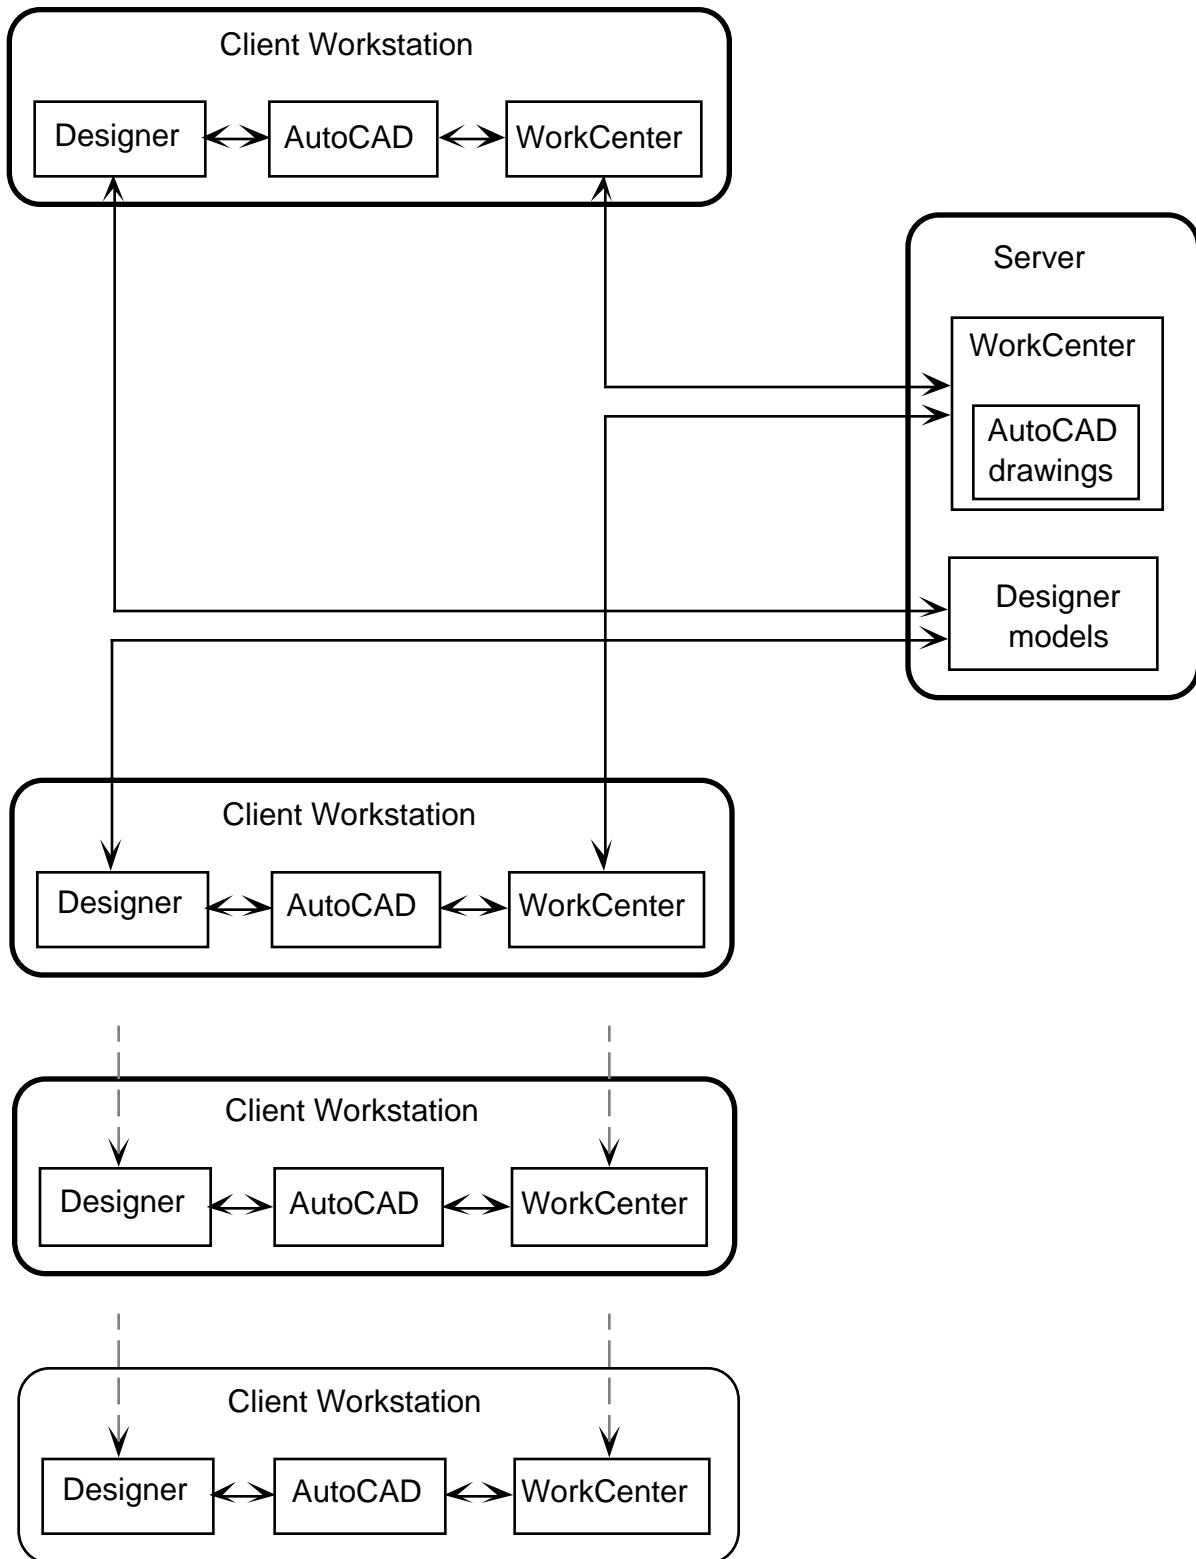 Client Workstation
Designer
AutoCAD
WorkCenter
Server
WorkCenter
AutoCAD
drawings
Designer
models
Client Workstation
Designer
AutoCAD
WorkCenter
Client Workstation
Designer
AutoCAD
WorkCenter
Client Workstation
Designer
AutoCAD
WorkCenter